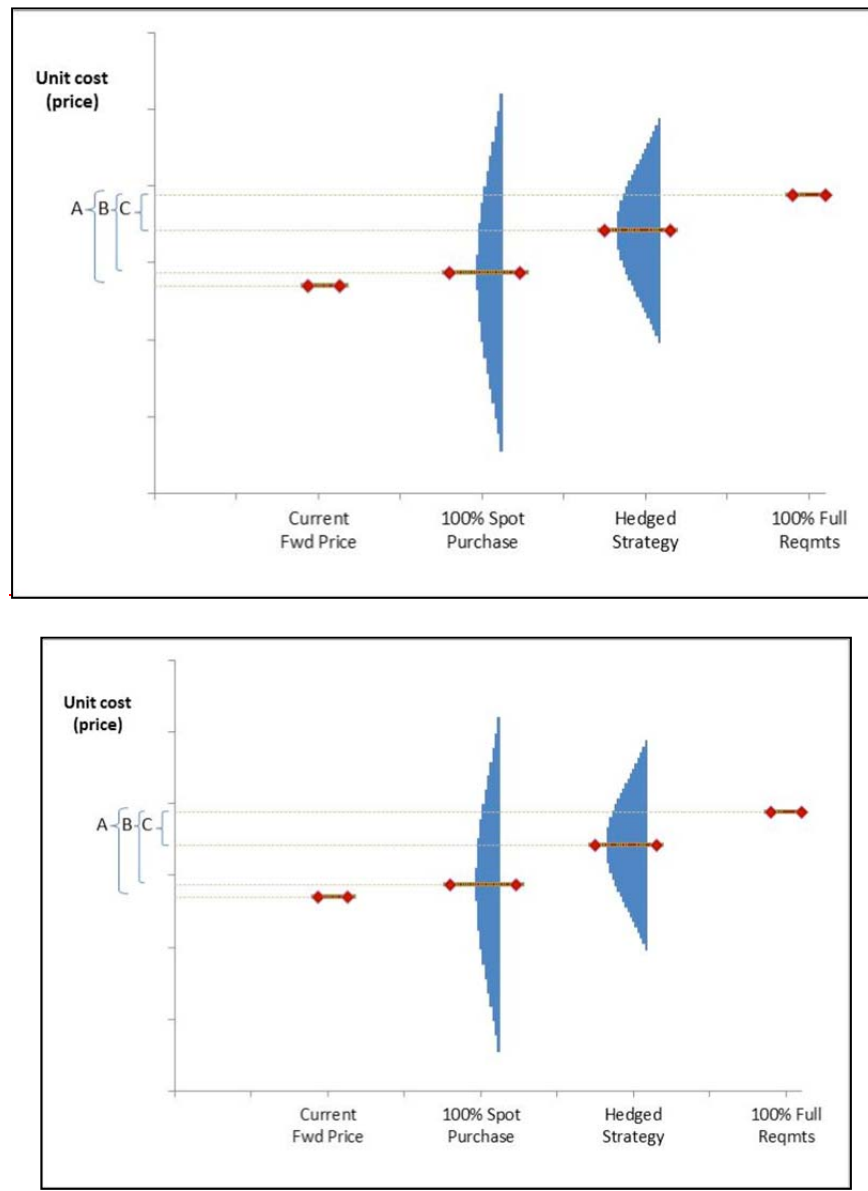 Unit cost
(price)
A B C
Current
Fwd Price
100% Spot
Purchase
Hedged
Strategy
100% Full
Reqmts
Unit cost
(price)
A B C
Current
Fwd Price
100% Spot
Purchase
Hedged
Strategy
100% Full
Reqmts